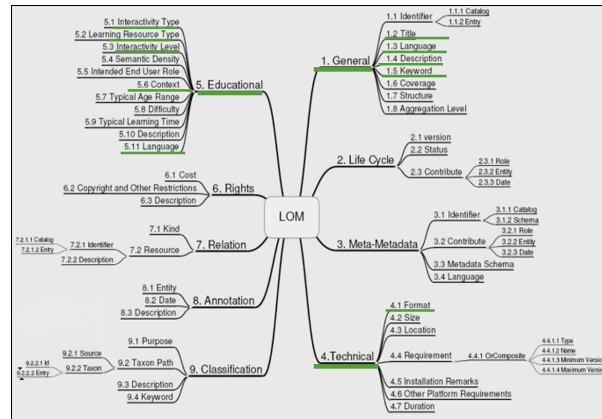 LOM
1. General
1.1 Identifier
1.1.1 Catalog
1.1.2 Entry
1.2 Title
1.3 Language
1.4 Description
1.5 Keyword
1.6 Coverage
1.7 Structure
1.8 Aggregation Level
2. Life Cycle
2.1 version
2.2 Status
2.3 Contribute
2.3.1 Role
2.3.2 Entity
2.3.3 Date
3. Meta-Metadata
3.1 Identifier
3.1.1 Catalog
3.1.2 Schema
3.2 Contribute
3.2.1 Role
3.2.2 Entity
3.2.3 Date
3.3 Metadata Schema
3.4 Language
4.Technical
4.1 Format
4.2 Size
4.3 Location
4.4 Requirement
4.4.1 OrComposite
4.4.1.1 Type
4.4.1.2 Name
4.4.1.3 Minimum Version
4.4.1.4 Maximum Version
4.5 Installation Remarks
4.6 Other Platform Requirements
4.7 Duration
5. Educational
5.1 Interactivity Type
5.2 Learning Resource Type
5.3 Interactivity Level
5.4 Semantic Density
5.5 Intended End User Role
5.6 Context
5.7 Typical Age Range
5.8 Difficulty
5.9 Typical Learning Time
5.10 Description
5.11 Language
6. Rights
6.1 Cost
6.2 Copyright and Other Restrictions
6.3 Description
7. Relation
7.1 Kind
7.2 Resource
7.2.1 Identifier
7.2.1.1 Catalog
7.2.1.2 Entry
7.2.2 Description
8. Annotation
8.1 Entity
8.2 Date
8.3 Description
9. Classification
9.1 Purpose
9.2 Taxon Path
9.2.1 Source
9.2.2 Taxon
9.2.2.1 Id
9.2.2.2 Entry
9.3 Description
9.4 Keyword